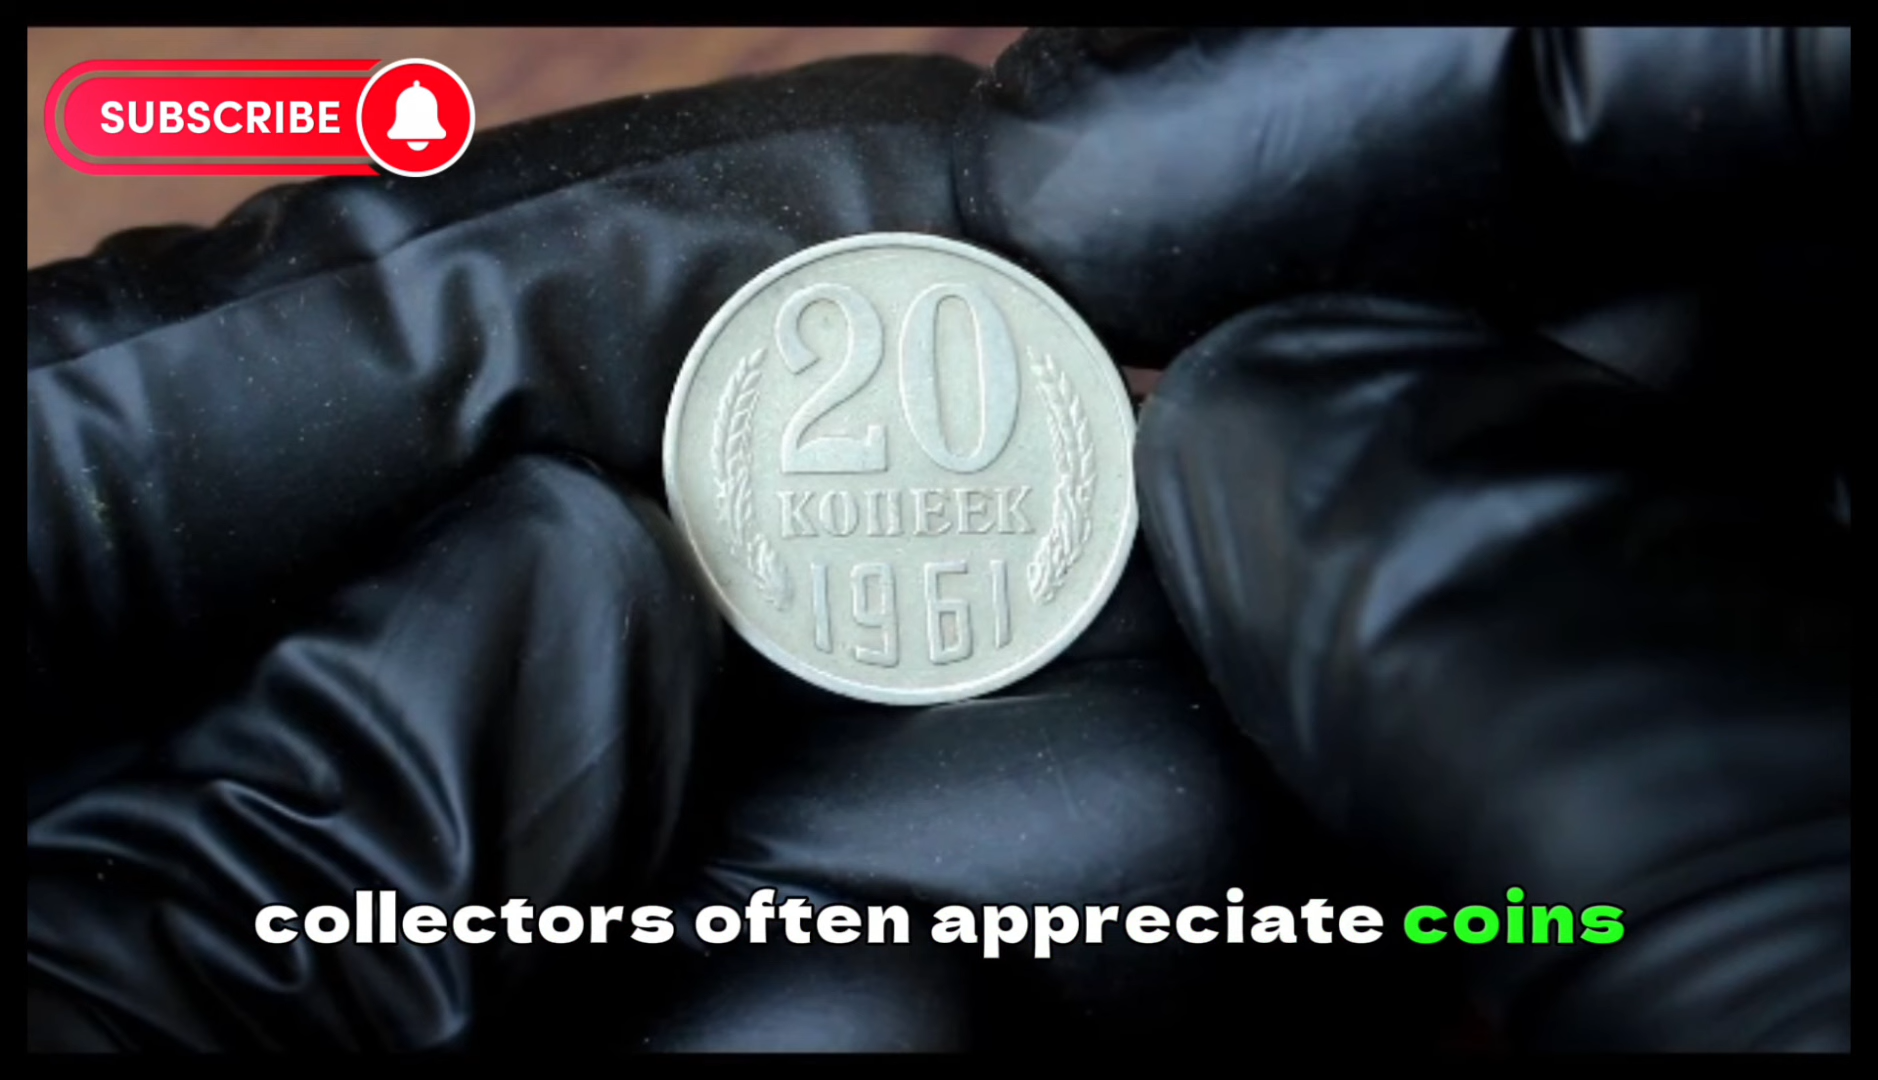 SUBSCRIBE
20
КОПЕЕК
1961
collectors often appreciate coins